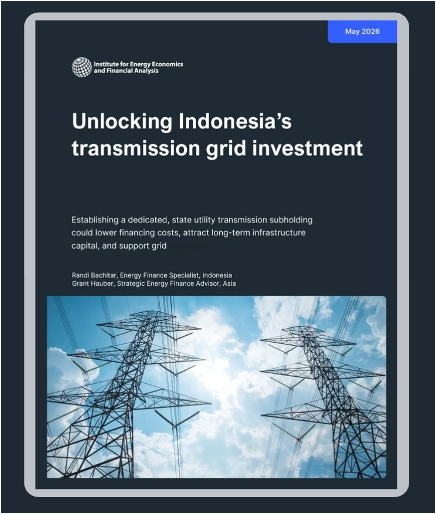 May 2026
Institute for Energy Economics
and Financial Analysis
Unlocking Indonesia's
transmission grid investment
Establishing a dedicated, state utility transmission subholding
could lower financing costs, attract long-term infrastructure
capital, and support grid
Randi Bachtiar, Energy Finance Specialist, Indonesia
Grant Hauber, Strategic Energy Finance Advisor, Asia